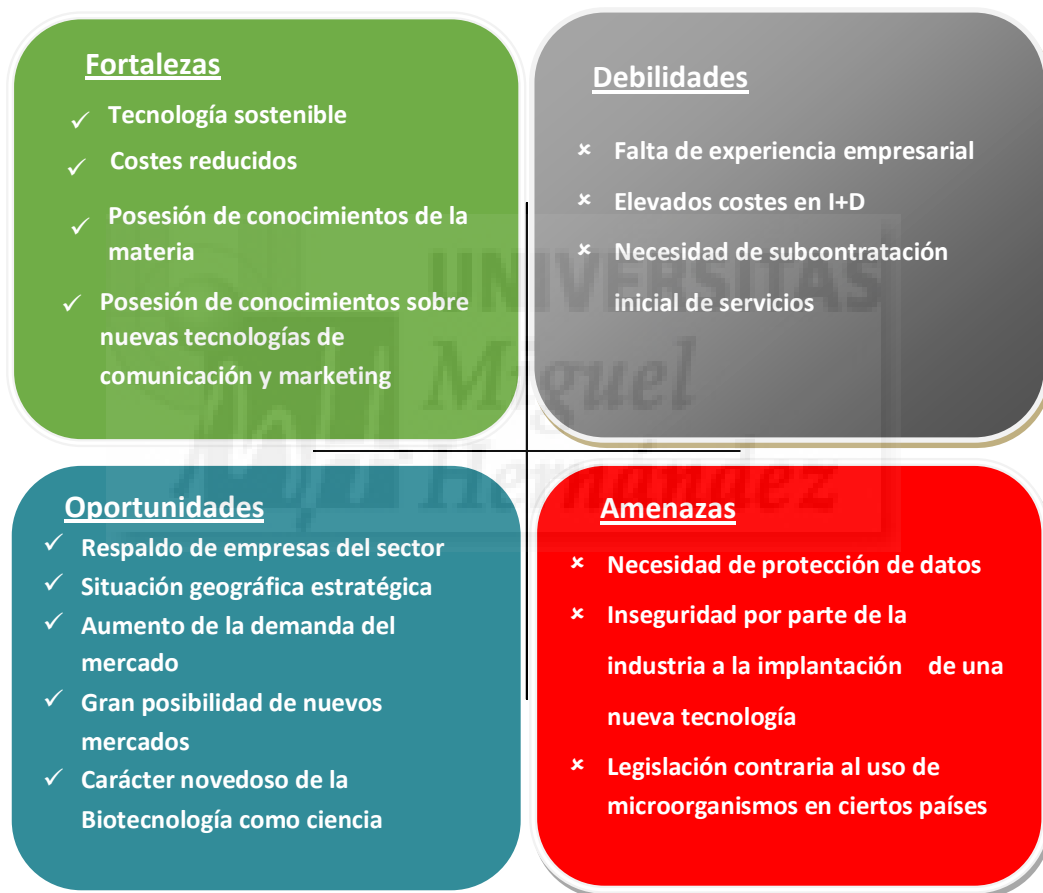 Fortalezas
✓ Tecnología sostenible
✓ Costes reducidos
✓ Posesión de conocimientos de la
materia
✓ Posesión de conocimientos sobre
nuevas tecnologías de
comunicación y marketing
Debilidades
× Falta de experiencia empresarial
× Elevados costes en I+D
× Necesidad de subcontratación
inicial de servicios
UNIVERSITAS
Miguel
Hernández
Oportunidades
✓ Respaldo de empresas del sector
✓ Situación geográfica estratégica
✓ Aumento de la demanda del
mercado
✓ Gran posibilidad de nuevos
mercados
✓ Carácter novedoso de la
Biotecnología como ciencia
Amenazas
× Necesidad de protección de datos
× Inseguridad por parte de la
industria a la implantación de una
nueva tecnología
× Legislación contraria al uso de
microorganismos en ciertos países